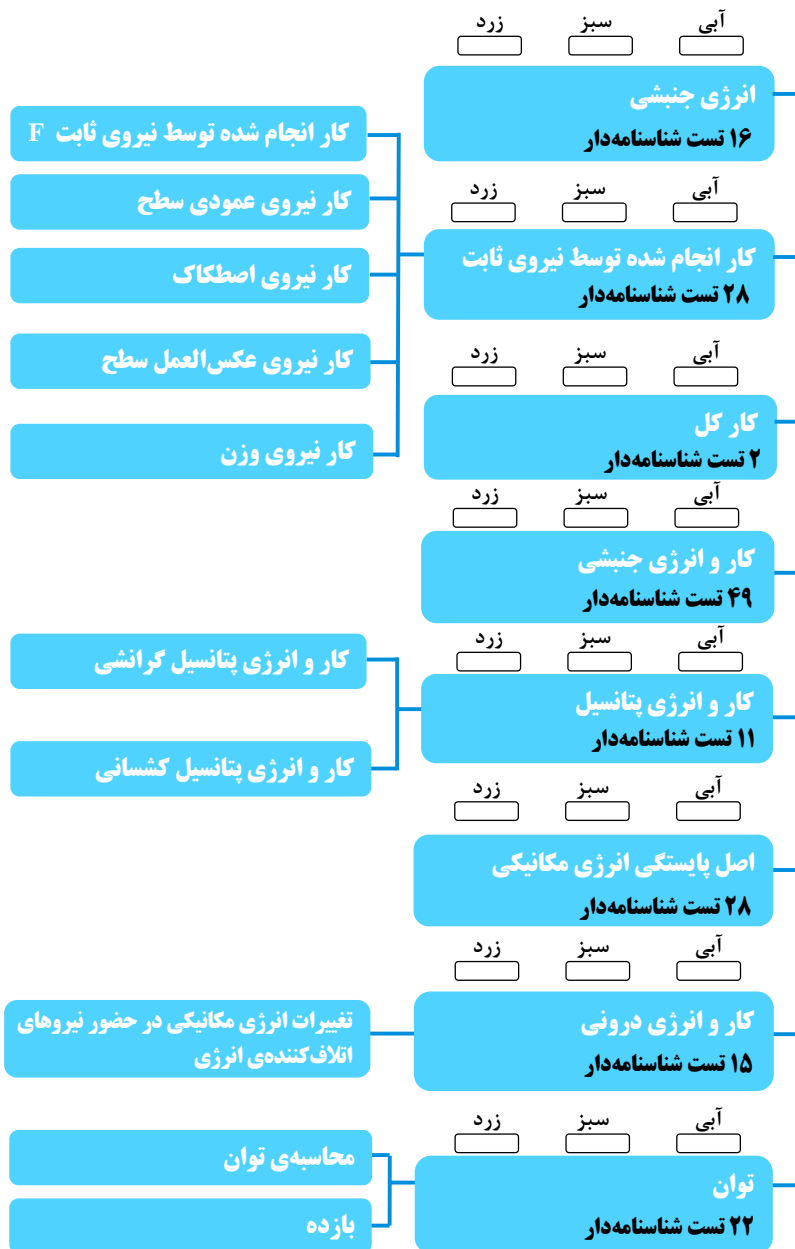 آبی سبز زرد
انرژی جنبشی
۱۶ تست شناسنامه‌دار
آبی سبز زرد
کار انجام شده توسط نیروی ثابت
۲۸ تست شناسنامه‌دار
کار انجام شده توسط نیروی ثابت F
کار نیروی عمودی سطح
کار نیروی اصطکاک
کار نیروی عکس‌العمل سطح
کار نیروی وزن
آبی سبز زرد
کار کل
۲ تست شناسنامه‌دار
آبی سبز زرد
کار و انرژی جنبشی
۴۹ تست شناسنامه‌دار
آبی سبز زرد
کار و انرژی پتانسیل
۱۱ تست شناسنامه‌دار
کار و انرژی پتانسیل گرانشی
کار و انرژی پتانسیل کشسانی
آبی سبز زرد
اصل پایستگی انرژی مکانیکی
۲۸ تست شناسنامه‌دار
آبی سبز زرد
کار و انرژی درونی
۱۵ تست شناسنامه‌دار
تغییرات انرژی مکانیکی در حضور نیروهای
اتلاف‌کننده‌ی انرژی
آبی سبز زرد
توان
۲۲ تست شناسنامه‌دار
محاسبه‌ی توان
بازده